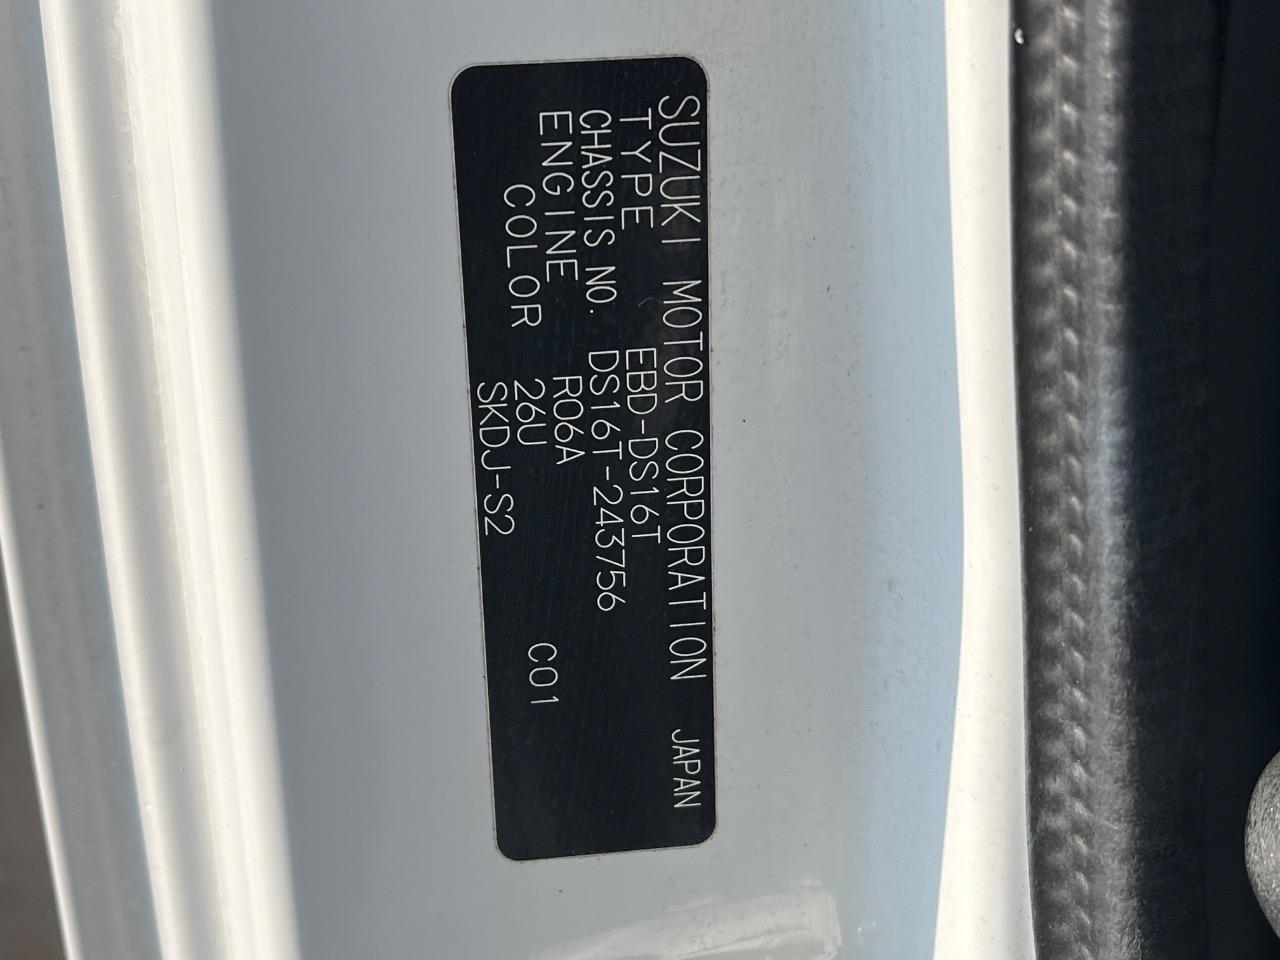 SUZUKI MOTOR CORPORATION JAPAN
TYPE EBD-DS16T
CHASSIS NO. DS16T-243756
ENGINE R06A
COLOR 26U C01
SKDJ-S2